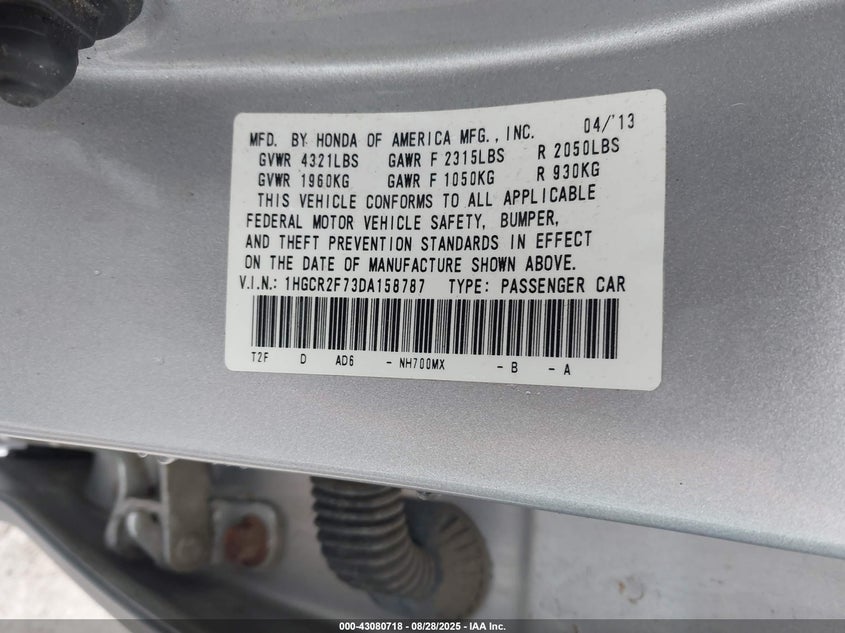 MFD. BY HONDA OF AMERICA MFG., INC. 04/'13
GVWR 4321LBS GAWR F 2315LBS R 2050LBS
GVWR 1960KG GAWR F 1050KG R 930KG
THIS VEHICLE CONFORMS TO ALL APPLICABLE
FEDERAL MOTOR VEHICLE SAFETY, BUMPER,
AND THEFT PREVENTION STANDARDS IN EFFECT
ON THE DATE OF MANUFACTURE SHOWN ABOVE.
V.I.N.: 1HGCR2F73DA158787 TYPE: PASSENGER CAR
T2F D AD6 - NH700MX - B - A
000-43080718 - 08/28/2025 - IAA Inc.